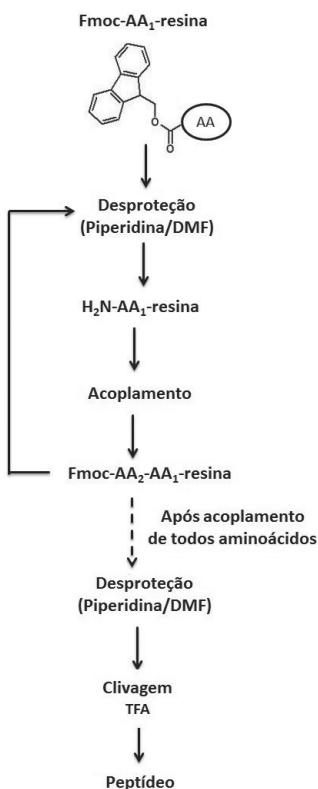 Fmoc-AA₁-resina
O
O
AA
Desproteção
(Piperidina/DMF)
H₂N-AA₁-resina
Acoplamento
Fmoc-AA₂-AA₁-resina
Após acoplamento
de todos aminoácidos
Desproteção
(Piperidina/DMF)
Clivagem
TFA
Peptídeo